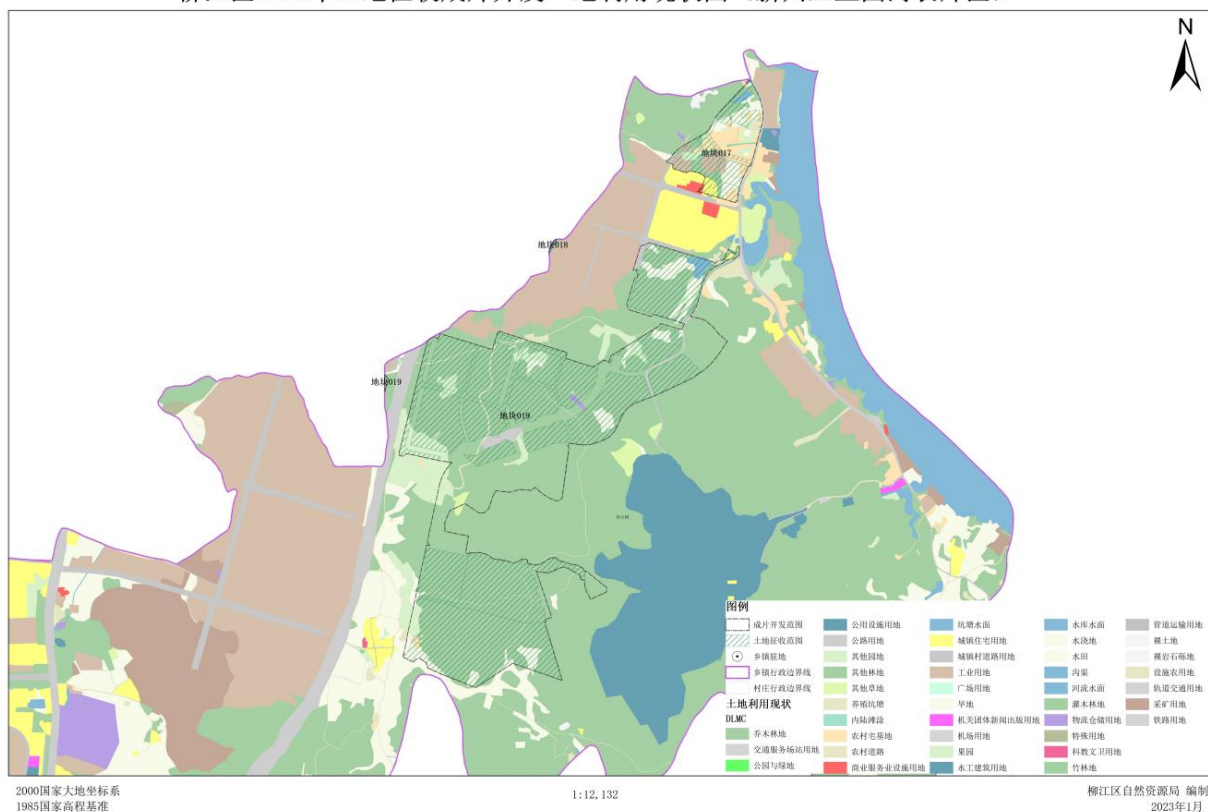 N
地块017
地块018
地块019
地块019
图例
成片开发范围
土地征收范围
乡镇驻地
乡镇行政边界线
村庄行政边界线
土地利用现状
DLMC
乔木林地
交通服务场站用地
公园与绿地
公用设施用地
公路用地
其他园地
其他林地
其他草地
养殖坑塘
内陆滩涂
农村宅基地
农村道路
商业服务业设施用地
坑塘水面
城镇住宅用地
城镇村道路用地
工业用地
广场用地
旱地
机关团体新闻出版用地
机场用地
果园
水工建筑用地
水库水面
水浇地
水田
沟渠
河流水面
灌木林地
物流仓储用地
特殊用地
科教文卫用地
竹林地
管道运输用地
裸土地
裸岩石砾地
设施农用地
轨道交通用地
采矿用地
铁路用地
2000国家大地坐标系
1985国家高程基准
1:12,132
柳江区自然资源局 编制
2023年1月